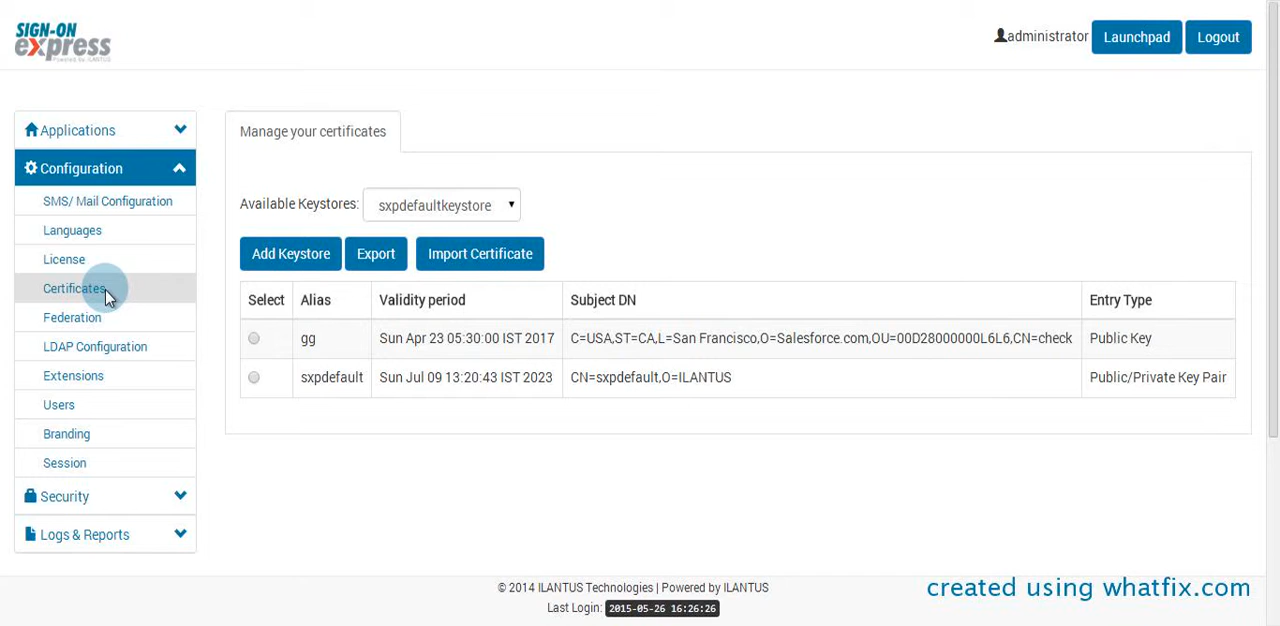 SIGN-ON
express
Powered by ILANTUS
administrator
Launchpad
Logout
Applications
Configuration
SMS/ Mail Configuration
Languages
License
Certificates
Federation
LDAP Configuration
Extensions
Users
Branding
Session
Security
Logs & Reports
Manage your certificates
Available Keystores: sxpdefaultkeystore
Add Keystore Export Import Certificate
Select Alias Validity period Subject DN Entry Type
gg Sun Apr 23 05:30:00 IST 2017 C=USA,ST=CA,L=San Francisco,O=Salesforce.com,OU=00D28000000L6L6,CN=check Public Key
sxpdefault Sun Jul 09 13:20:43 IST 2023 CN=sxpdefault,O=ILANTUS Public/Private Key Pair
© 2014 ILANTUS Technologies | Powered by ILANTUS
Last Login: 2015-05-26 16:26:26
created using whatfix.com